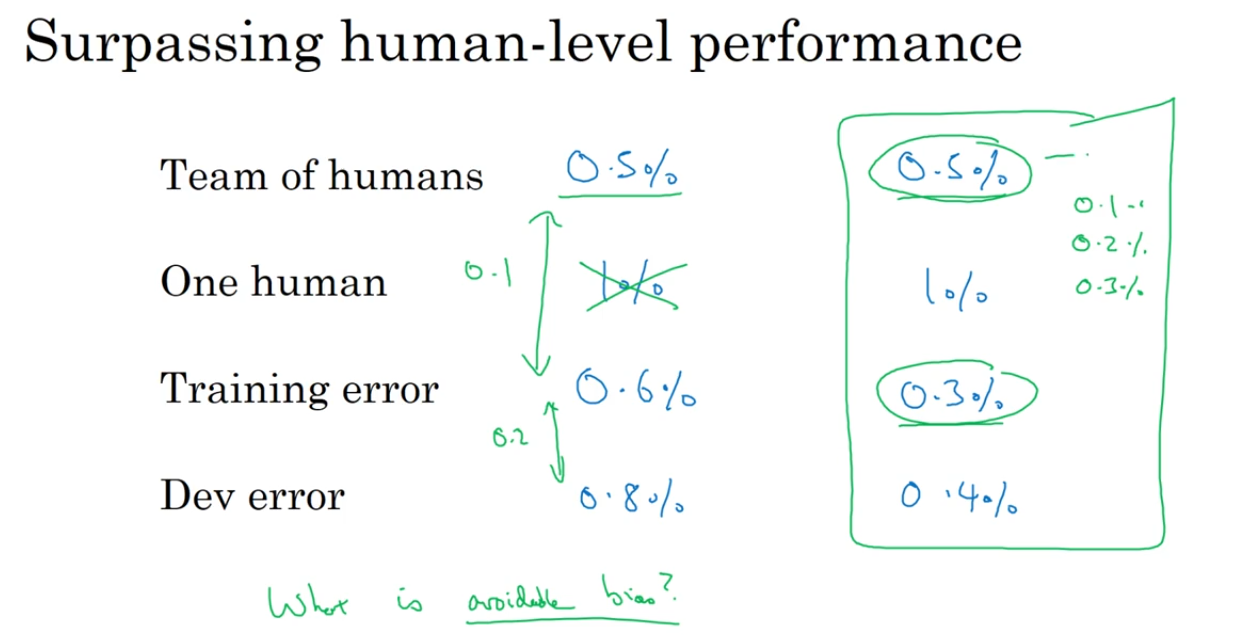 Surpassing human-level performance
Team of humans 0.5% 0.5%
0.1
0.2%
One human 0.1 1% 1% 0.3%
Training error 0.6% 0.3%
0.2
Dev error 0.8% 0.4%
What is avoidable bias?